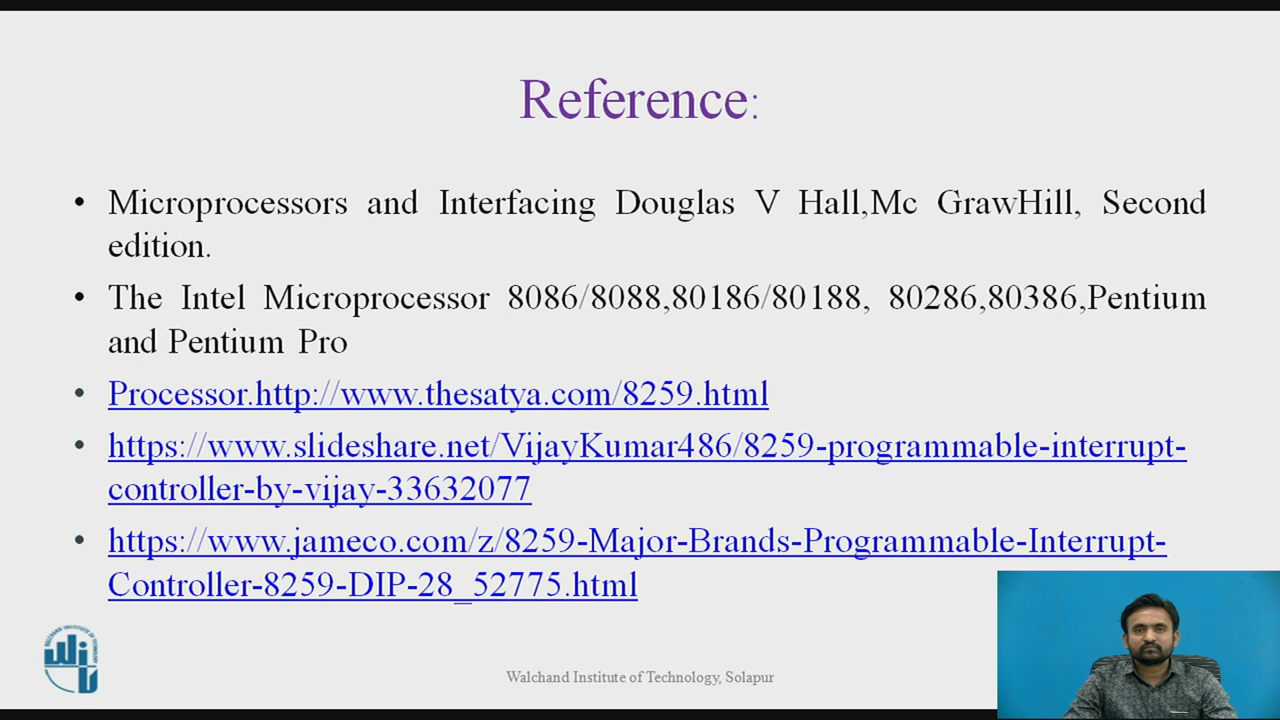 Reference:
• Microprocessors and Interfacing Douglas V Hall,Mc GrawHill, Second
edition.
• The Intel Microprocessor 8086/8088,80186/80188, 80286,80386,Pentium
and Pentium Pro
• Processor.http://www.thesatya.com/8259.html
• https://www.slideshare.net/VijayKumar486/8259-programmable-interrupt-
controller-by-vijay-33632077
• https://www.jameco.com/z/8259-Major-Brands-Programmable-Interrupt-
Controller-8259-DIP-28_52775.html
Walchand Institute of Technology, Solapur